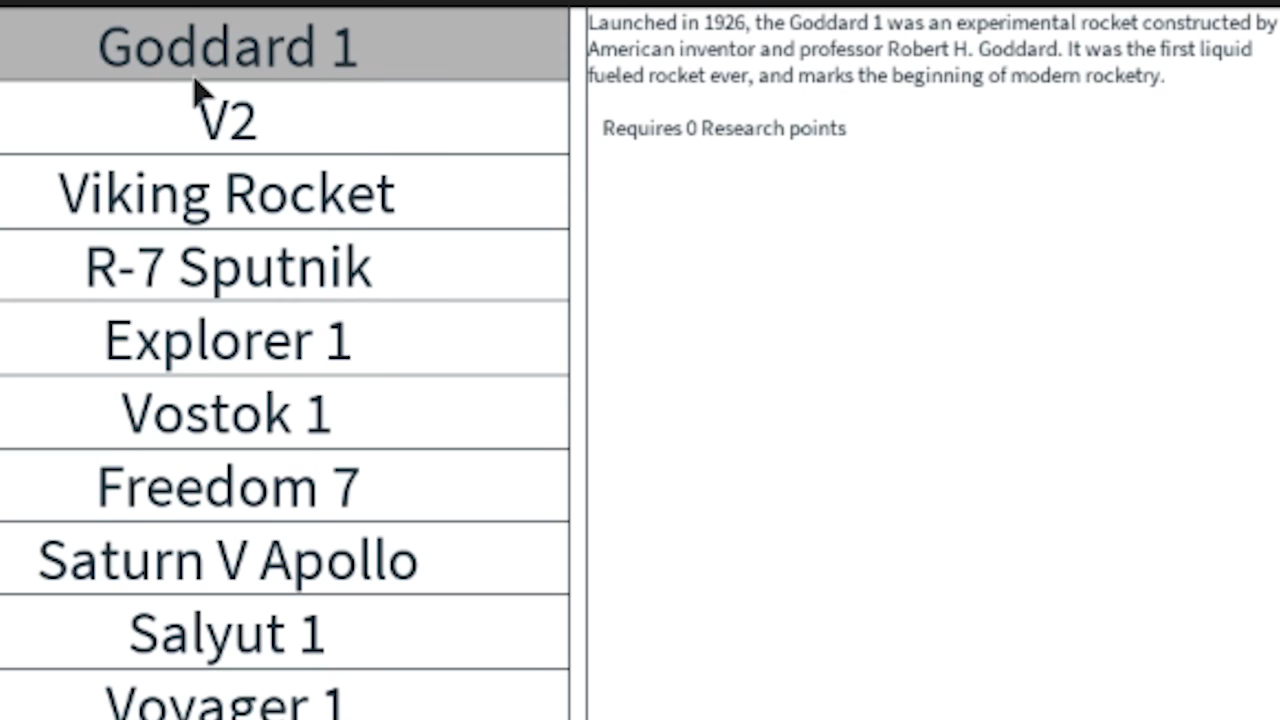 Goddard 1
V2
Viking Rocket
R-7 Sputnik
Explorer 1
Vostok 1
Freedom 7
Saturn V Apollo
Salyut 1
Voyager 1
Launched in 1926, the Goddard 1 was an experimental rocket constructed by
American inventor and professor Robert H. Goddard. It was the first liquid
fueled rocket ever, and marks the beginning of modern rocketry.
Requires 0 Research points